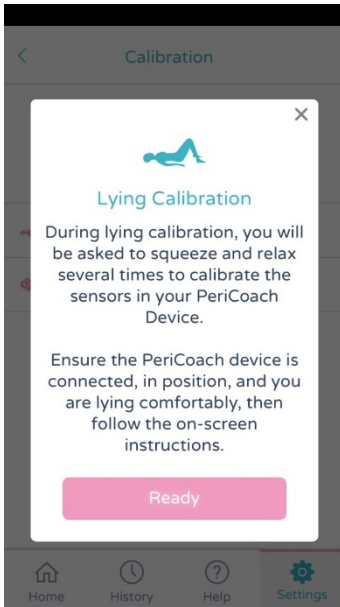 Calibration
Lying Calibration
During lying calibration, you will
be asked to squeeze and relax
several times to calibrate the
sensors in your PeriCoach
Device.
Ensure the PeriCoach device is
connected, in position, and you
are lying comfortably, then
follow the on-screen
instructions.
Ready
Home
History
Help
Settings